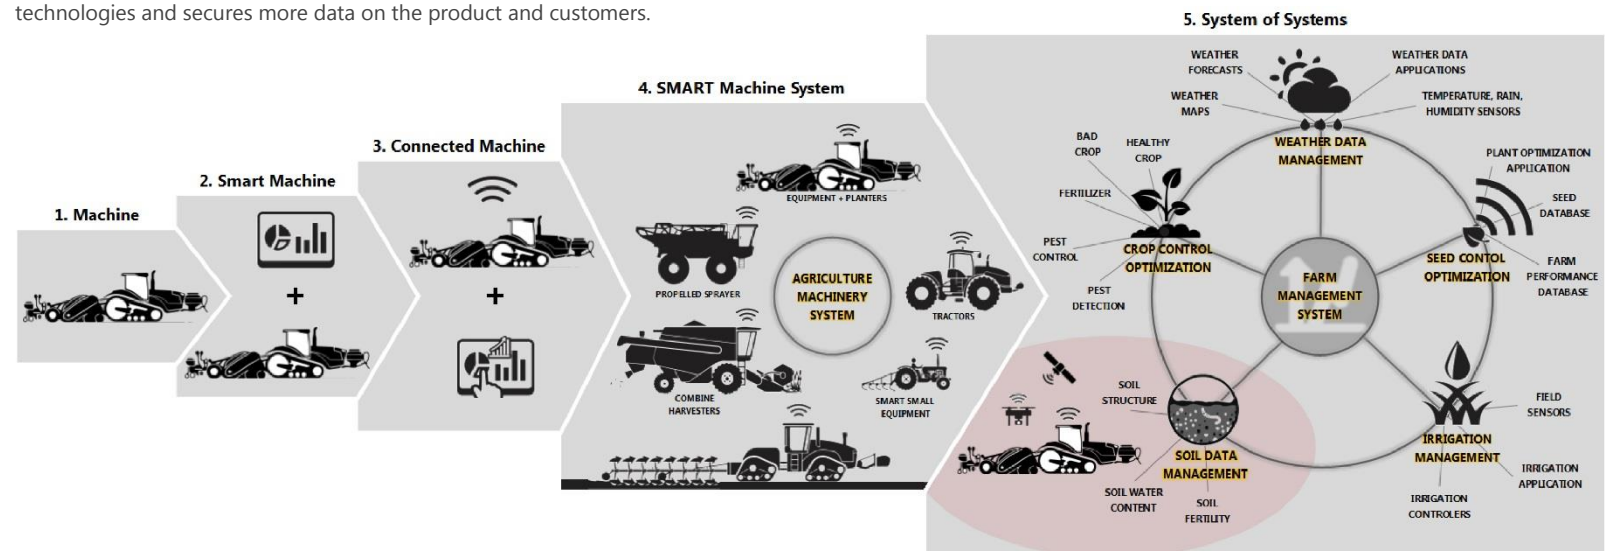 technologies and secures more data on the product and customers.
1. Machine
2. Smart Machine
+
3. Connected Machine
+
4. SMART Machine System
EQUIPMENT + PLANTERS
PROPELLED SPRAYER
AGRICULTURE
MACHINERY
SYSTEM
TRACTORS
COMBINE
HARVESTERS
SMART SMALL
EQUIPMENT
5. System of Systems
WEATHER
FORECASTS
WEATHER DATA
APPLICATIONS
WEATHER
MAPS
TEMPERATURE, RAIN,
HUMIDITY SENSORS
WEATHER DATA
MANAGEMENT
BAD
CROP
HEALTHY
CROP
FERTILIZER
PEST
CONTROL
PEST
DETECTION
CROP CONTROL
OPTIMIZATION
PLANT OPTIMIZATION
APPLICATION
SEED
DATABASE
FARM
PERFORMANCE
DATABASE
SEED CONTOL
OPTIMIZATION
FARM
MANAGEMENT
SYSTEM
SOIL
STRUCTURE
SOIL DATA
MANAGEMENT
SOIL WATER
CONTENT
SOIL
FERTILITY
FIELD
SENSORS
IRRIGATION
MANAGEMENT
IRRIGATION
APPLICATION
IRRIGATION
CONTROLERS